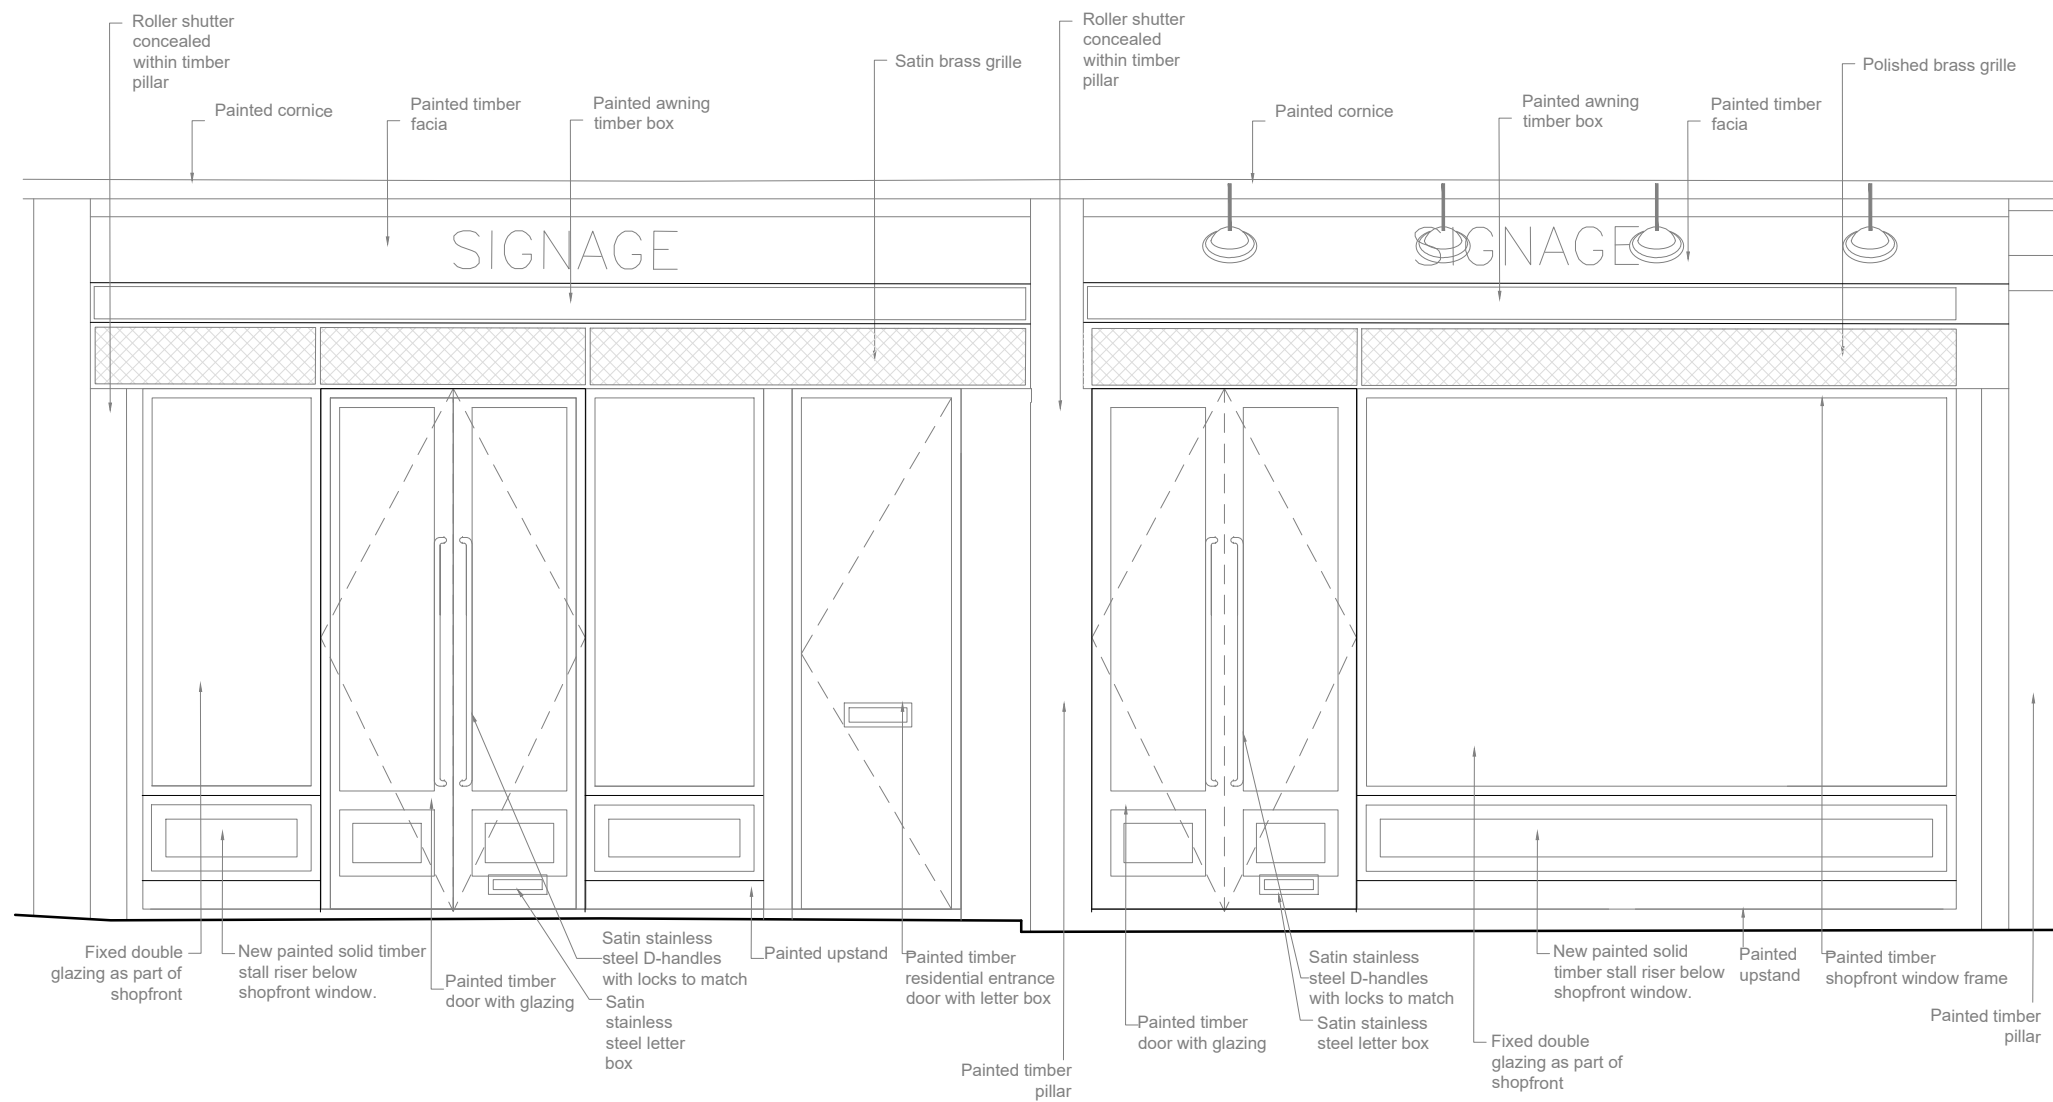 Roller shutter
concealed
within timber
pillar
Painted cornice
Painted timber
facia
Painted awning
timber box
Satin brass grille
Roller shutter
concealed
within timber
pillar
Painted cornice
Painted awning
timber box
Painted timber
facia
Polished brass grille
SIGNAGE
SIGNAGE
Fixed double
glazing as part of
shopfront
New painted solid timber
stall riser below
shopfront window.
Painted timber
door with glazing
Satin stainless
steel D-handles
with locks to match
Satin
stainless
steel letter
box
Painted upstand
Painted timber
residential entrance
door with letter box
Painted timber
pillar
Painted timber
door with glazing
Satin stainless
steel D-handles
with locks to match
Satin stainless
steel letter box
Fixed double
glazing as part of
shopfront
New painted solid
timber stall riser below
shopfront window.
Painted
upstand
Painted timber
shopfront window frame
Painted timber
pillar